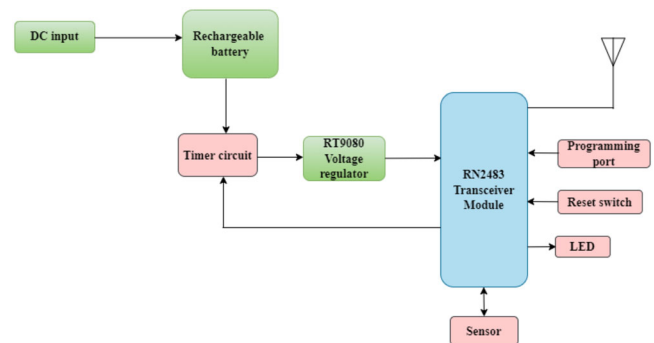 DC input
Rechargeable
battery
Timer circuit
RT9080
Voltage
regulator
RN2483
Transceiver
Module
Programming
port
Reset switch
LED
Sensor